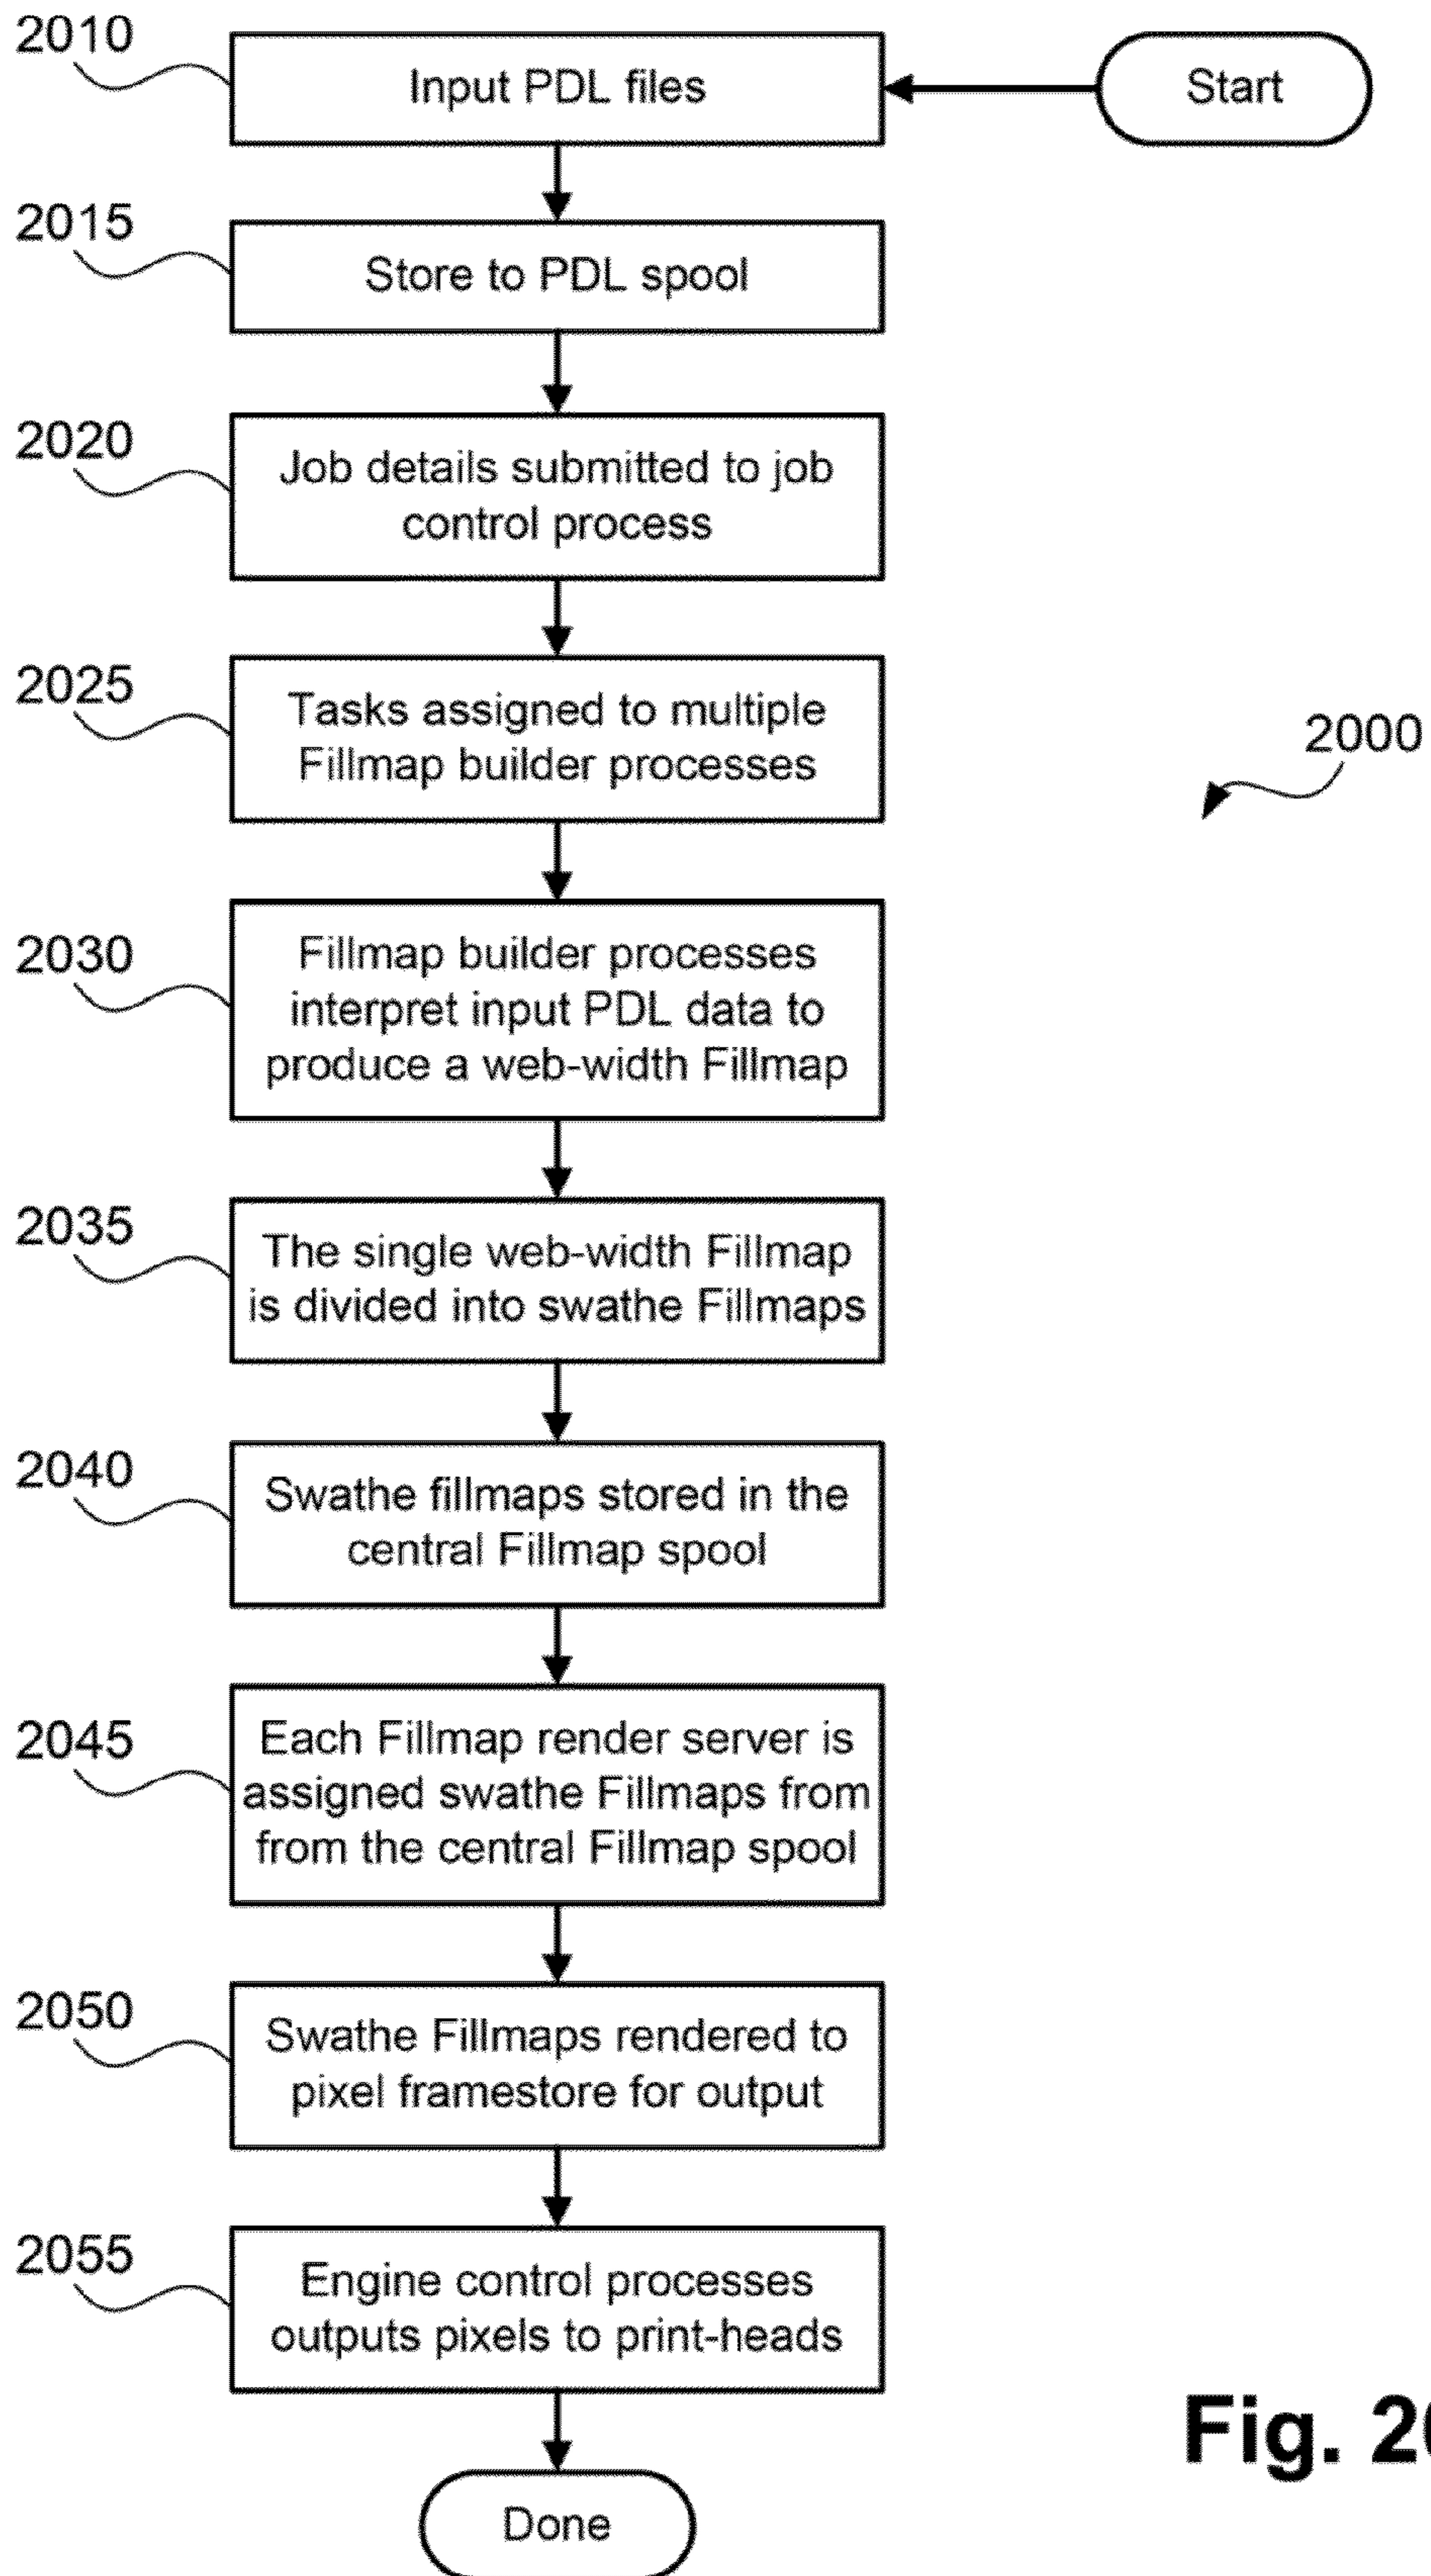 2010
Input PDL files
Start
2015
Store to PDL spool
2020
Job details submitted to job
control process
2025
Tasks assigned to multiple
Fillmap builder processes
2000
2030
Fillmap builder processes
interpret input PDL data to
produce a web-width Fillmap
2035
The single web-width Fillmap
is divided into swathe Fillmaps
2040
Swathe fillmaps stored in the
central Fillmap spool
2045
Each Fillmap render server is
assigned swathe Fillmaps from
from the central Fillmap spool
2050
Swathe Fillmaps rendered to
pixel framestore for output
2055
Engine control processes
outputs pixels to print-heads
Fig. 20
Done